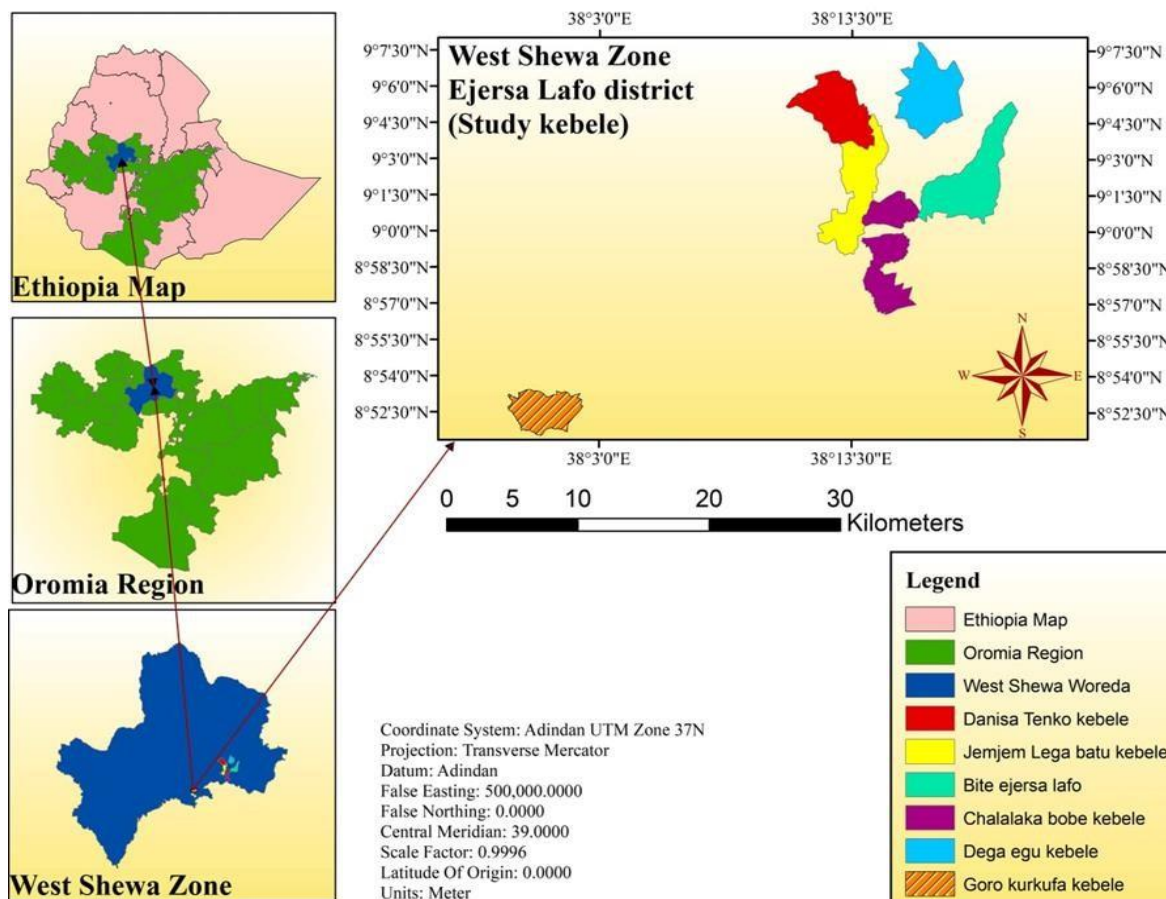 Ethiopia Map
Oromia Region
West Shewa Zone
38°3'0"E 38°13'30"E
West Shewa Zone
Ejersa Lafo district
(Study kebele)
9°7'30"N 9°7'30"N
9°6'0"N 9°6'0"N
9°4'30"N 9°4'30"N
9°3'0"N 9°3'0"N
9°1'30"N 9°1'30"N
9°0'0"N 9°0'0"N
8°58'30"N 8°58'30"N
8°57'0"N 8°57'0"N
8°55'30"N 8°55'30"N
8°54'0"N 8°54'0"N
8°52'30"N 8°52'30"N
N
W E
S
38°3'0"E 38°13'30"E
0 5 10 20 30
Kilometers
Coordinate System: Adindan UTM Zone 37N
Projection: Transverse Mercator
Datum: Adindan
False Easting: 500,000.0000
False Northing: 0.0000
Central Meridian: 39.0000
Scale Factor: 0.9996
Latitude Of Origin: 0.0000
Units: Meter
Legend
Ethiopia Map
Oromia Region
West Shewa Woreda
Danisa Tenko kebele
Jemjem Lega batu kebele
Bite ejersa lafo
Chalalaka bobe kebele
Dega egu kebele
Goro kurkufa kebele